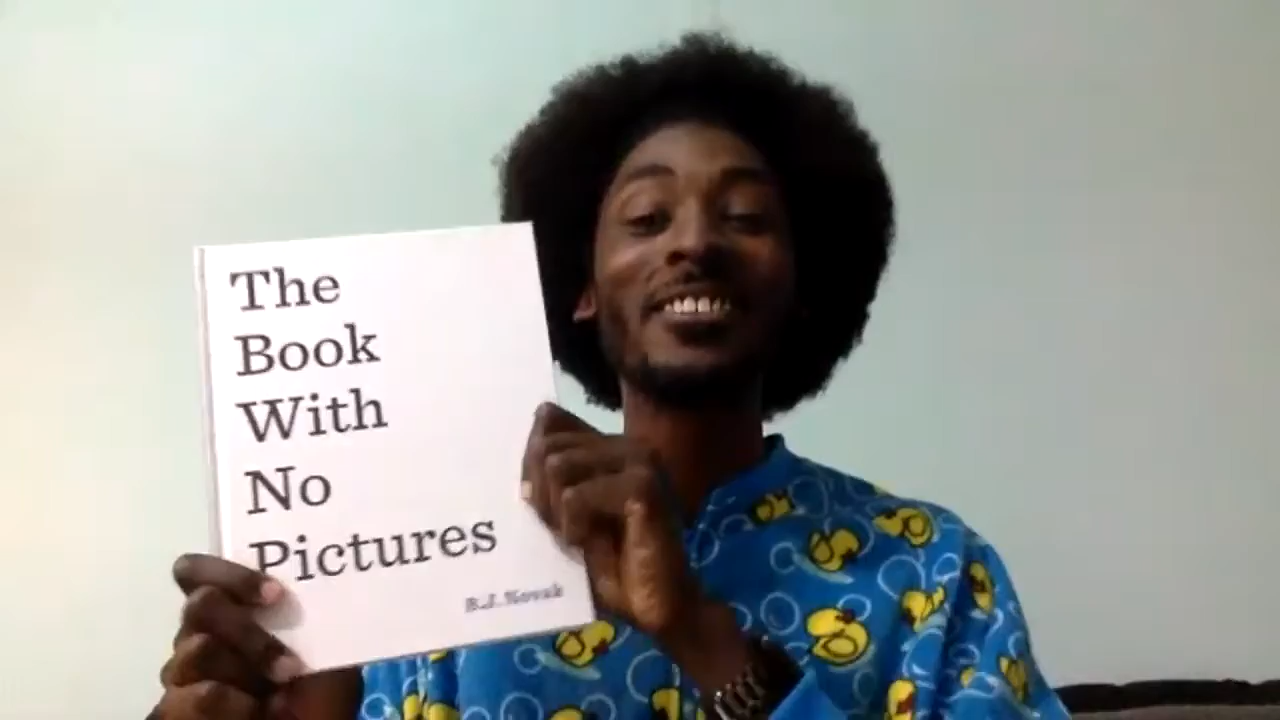 The
Book
With
No
Pictures
B.J. Novak